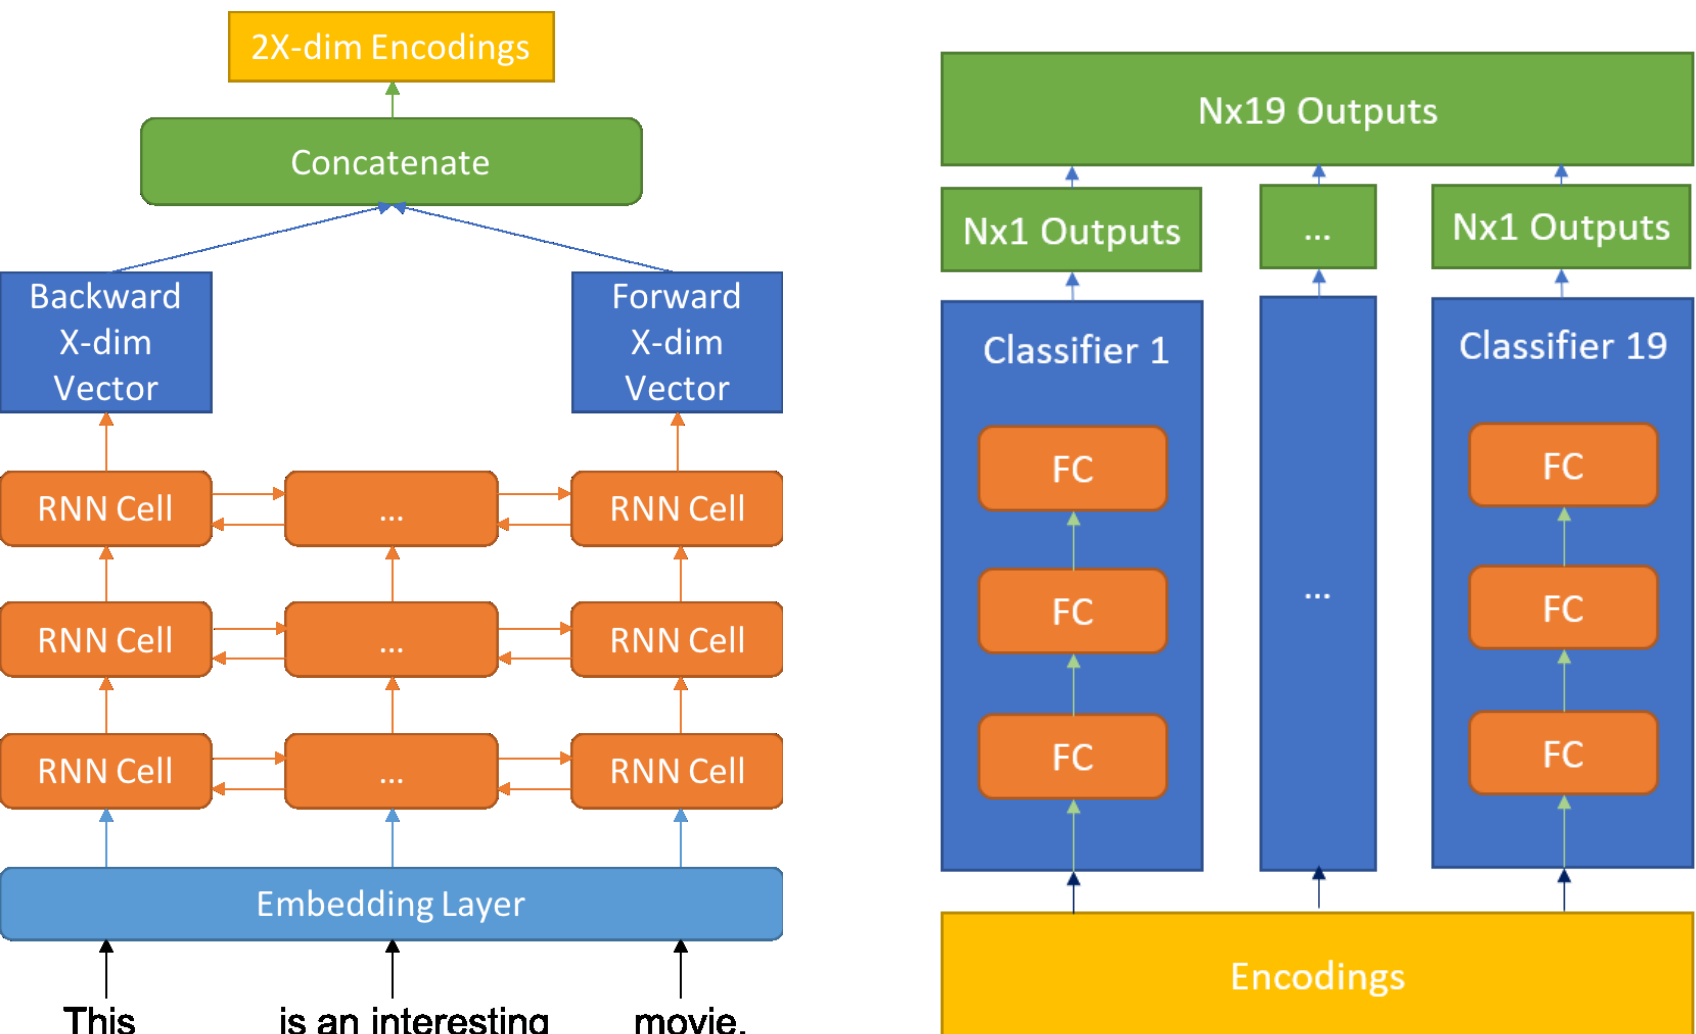 2X-dim Encodings
Concatenate
Backward
X-dim
Vector
Forward
X-dim
Vector
RNN Cell
...
RNN Cell
RNN Cell
...
RNN Cell
RNN Cell
...
RNN Cell
Embedding Layer
This
is an interesting
movie.
Nx19 Outputs
Nx1 Outputs
...
Nx1 Outputs
Classifier 1
FC
FC
FC
...
Classifier 19
FC
FC
FC
Encodings